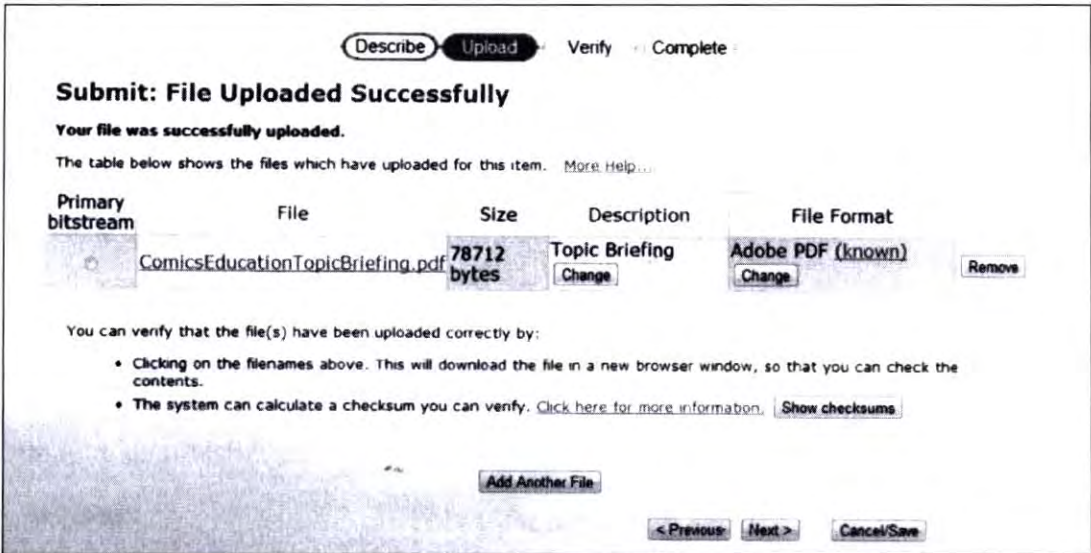 Describe Upload Verify Complete
Submit: File Uploaded Successfully
Your file was successfully uploaded.
The table below shows the files which have uploaded for this item. More Help...
Primary bitstream File Size Description File Format
ComicsEducationTopicBriefing.pdf 78712 bytes Topic Briefing Change Adobe PDF (known) Change Remove
You can verify that the file(s) have been uploaded correctly by:
• Clicking on the filenames above. This will download the file in a new browser window, so that you can check the
contents.
• The system can calculate a checksum you can verify. Click here for more information. Show checksums
Add Another File
< Previous Next > Cancel/Save